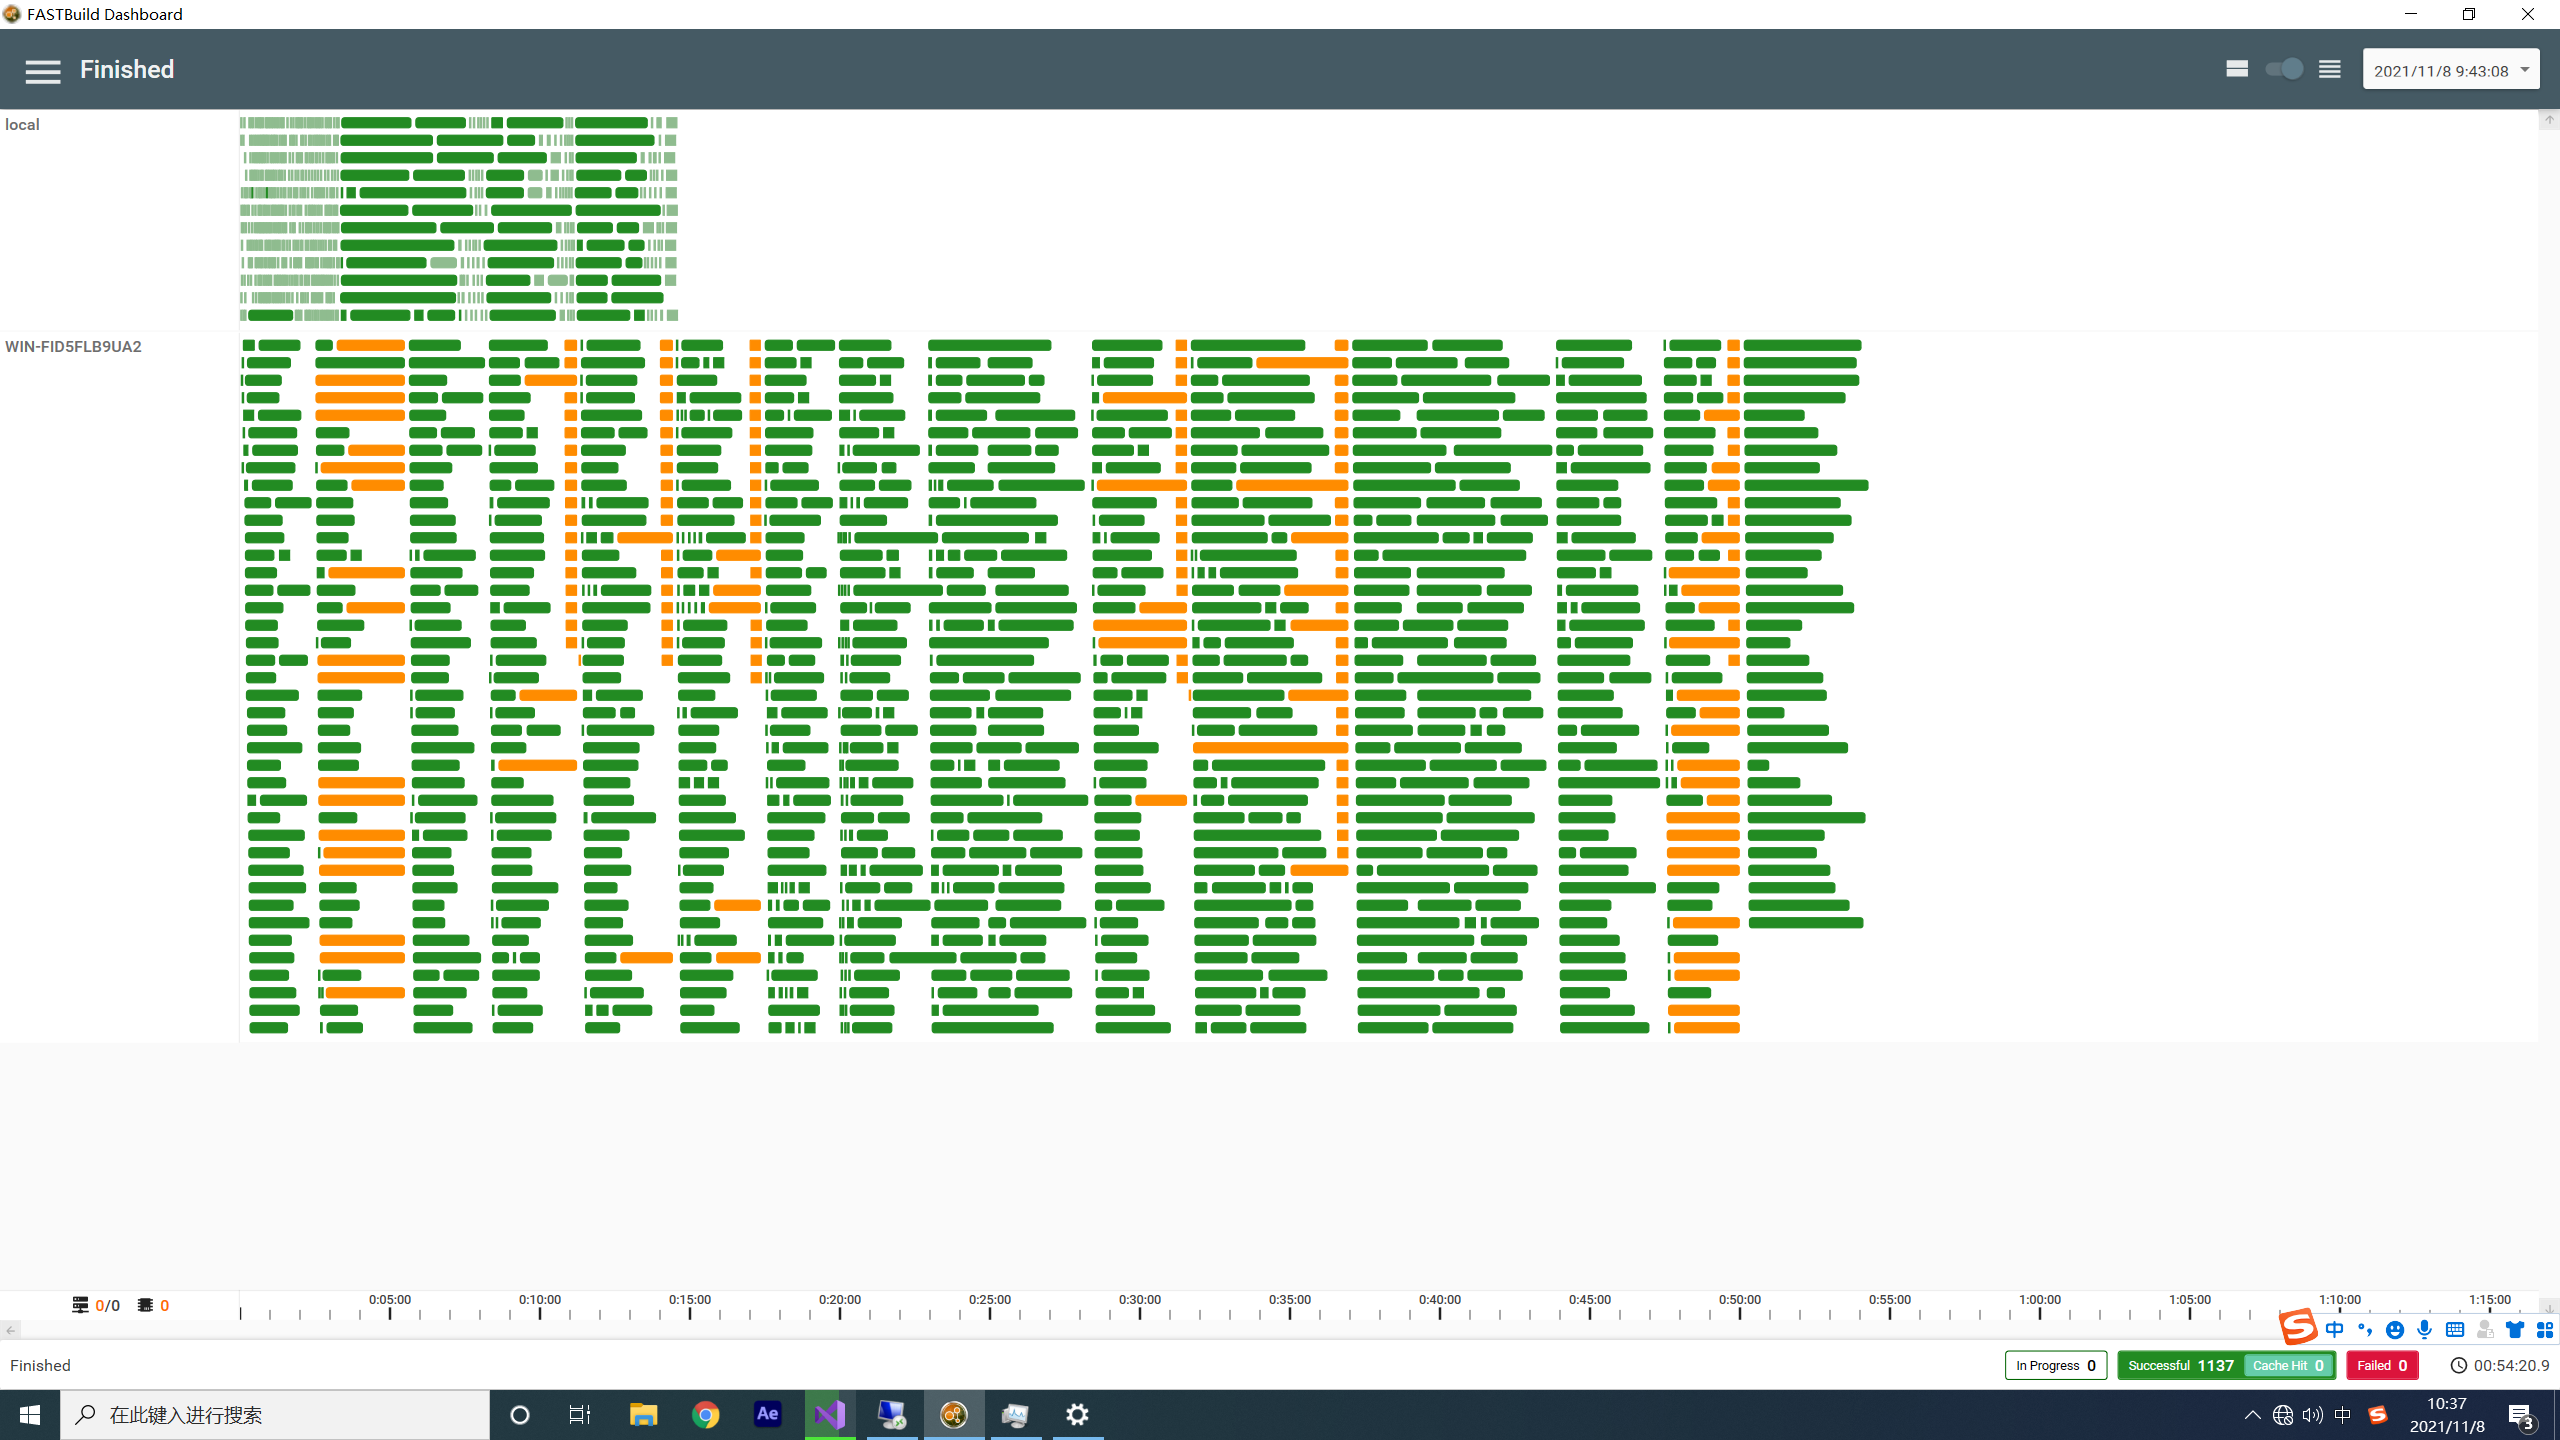 FASTBuild Dashboard
Finished
2021/11/8 9:43:08
local
WIN-FID5FLB9UA2
0/0 0
0:05:00 0:10:00 0:15:00 0:20:00 0:25:00 0:30:00 0:35:00 0:40:00 0:45:00 0:50:00 0:55:00 1:00:00 1:05:00 1:10:00 1:15:00
S 中
Finished
In Progress 0
Successful 1137 Cache Hit 0
Failed 0
00:54:20.9
在此键入进行搜索
Ae
中
S
10:37
2021/11/8
3